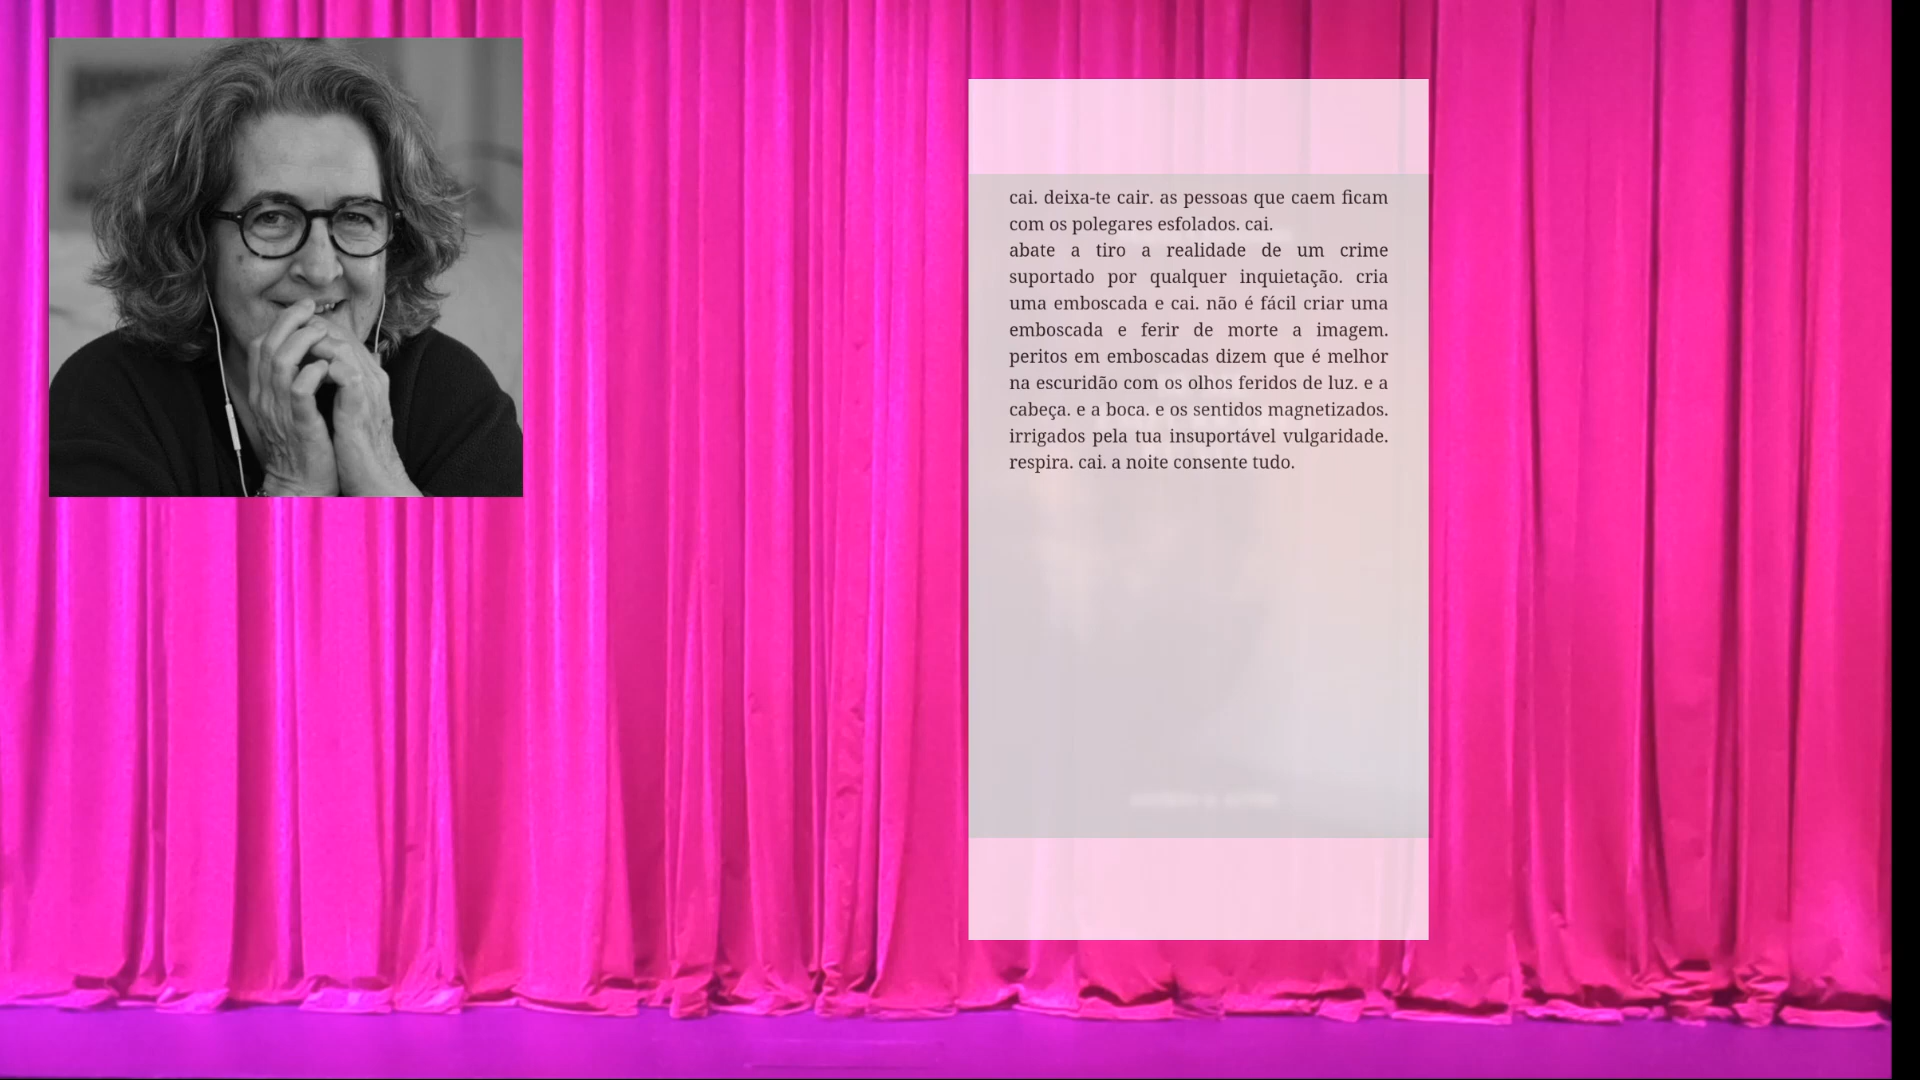 cai. deixa-te cair. as pessoas que caem ficam
com os polegares esfolados. cai.
abate a tiro a realidade de um crime
suportado por qualquer inquietação. cria
uma emboscada e cai. não é fácil criar uma
emboscada e ferir de morte a imagem.
peritos em emboscadas dizem que é melhor
na escuridão com os olhos feridos de luz. e a
cabeça. e a boca. e os sentidos magnetizados.
irrigados pela tua insuportável vulgaridade.
respira. cai. a noite consente tudo.